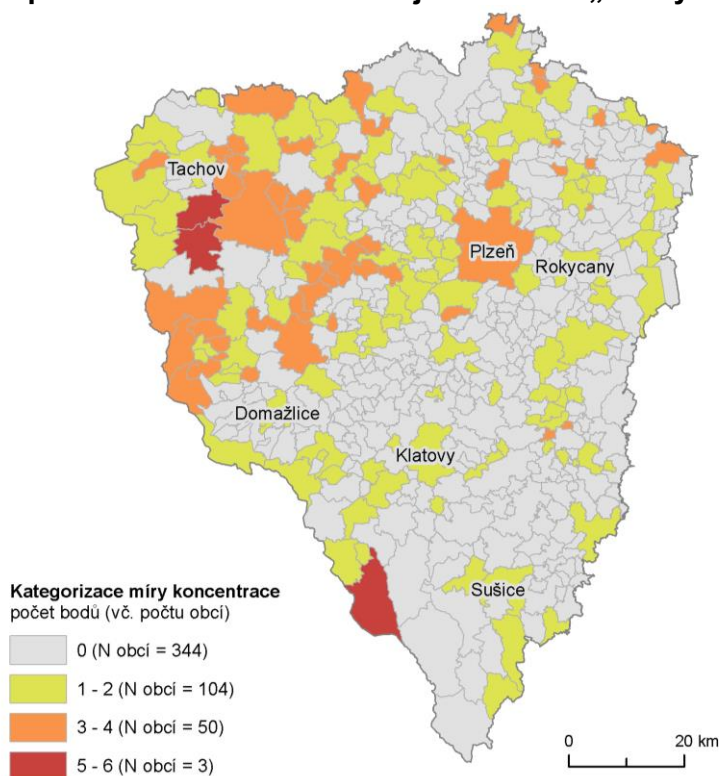 Tachov
Plzeň
Rokycany
Domažlice
Klatovy
Sušice
Kategorizace míry koncentrace
počet bodů (vč. počtu obcí)
0 (N obcí = 344)
1 - 2 (N obcí = 104)
3 - 4 (N obcí = 50)
5 - 6 (N obcí = 3)
0 20 km